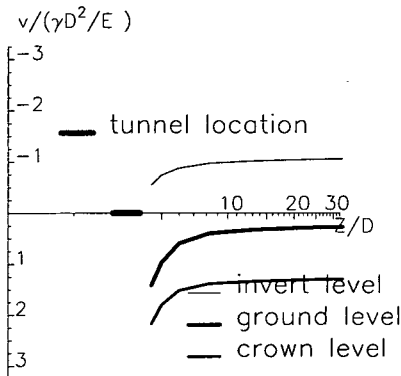 v/(γD²/E )
-3
-2
tunnel location
-1
10 20 30
Z/D
1
invert level
2
ground level
crown level
3